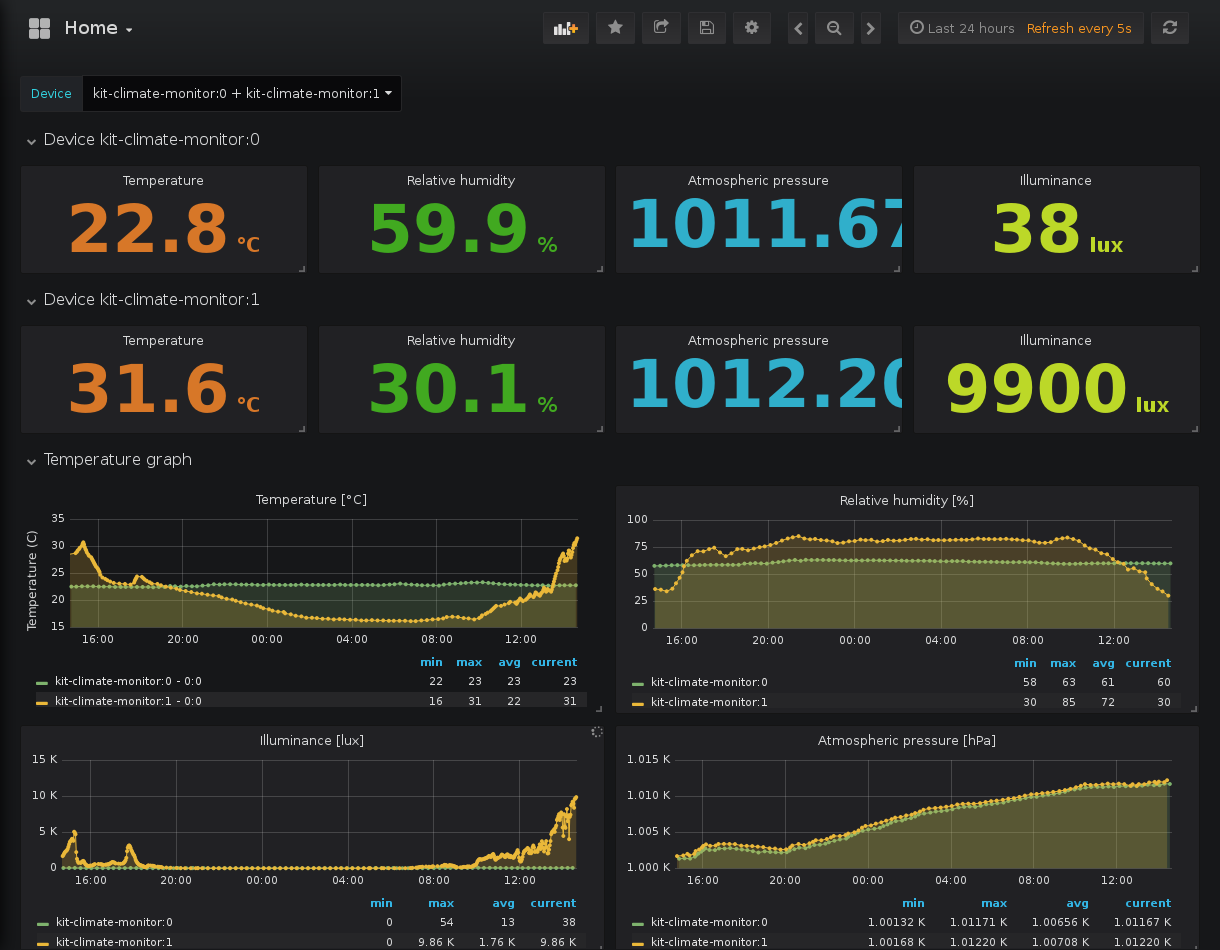 Home
Last 24 hours Refresh every 5s
Device kit-climate-monitor:0 + kit-climate-monitor:1
Device kit-climate-monitor:0
Temperature Relative humidity Atmospheric pressure Illuminance
22.8 °C 59.9 % 1011.67 38 lux
Device kit-climate-monitor:1
Temperature Relative humidity Atmospheric pressure Illuminance
31.6 °C 30.1 % 1012.20 9900 lux
Temperature graph
Temperature [°C]
Temperature (C)
35
30
25
20
15
16:00 20:00 00:00 04:00 08:00 12:00
min max avg current
kit-climate-monitor:0 - 0:0 22 23 23 23
kit-climate-monitor:1 - 0:0 16 31 22 31
Relative humidity [%]
100
75
50
25
0
16:00 20:00 00:00 04:00 08:00 12:00
min max avg current
kit-climate-monitor:0 58 63 61 60
kit-climate-monitor:1 30 85 72 30
Illuminance [lux]
15 K
10 K
5 K
0
16:00 20:00 00:00 04:00 08:00 12:00
min max avg current
kit-climate-monitor:0 0 54 13 38
kit-climate-monitor:1 0 9.86 K 1.76 K 9.86 K
Atmospheric pressure [hPa]
1.015 K
1.010 K
1.005 K
1.000 K
16:00 20:00 00:00 04:00 08:00 12:00
min max avg current
kit-climate-monitor:0 1.00132 K 1.01171 K 1.00656 K 1.01167 K
kit-climate-monitor:1 1.00168 K 1.01220 K 1.00708 K 1.01220 K